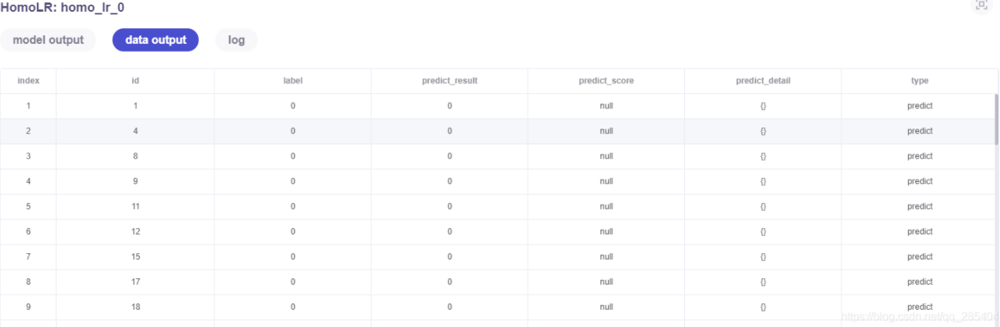 HomoLR: homo_lr_0
model output data output log
index id label predict_result predict_score predict_detail type
1 1 0 0 null {} predict
2 4 0 0 null {} predict
3 8 0 0 null {} predict
4 9 0 0 null {} predict
5 11 0 0 null {} predict
6 12 0 0 null {} predict
7 15 0 0 null {} predict
8 17 0 0 null {} predict
9 18 0 0 null {} predict
https://blog.csdn.net/qq_285404